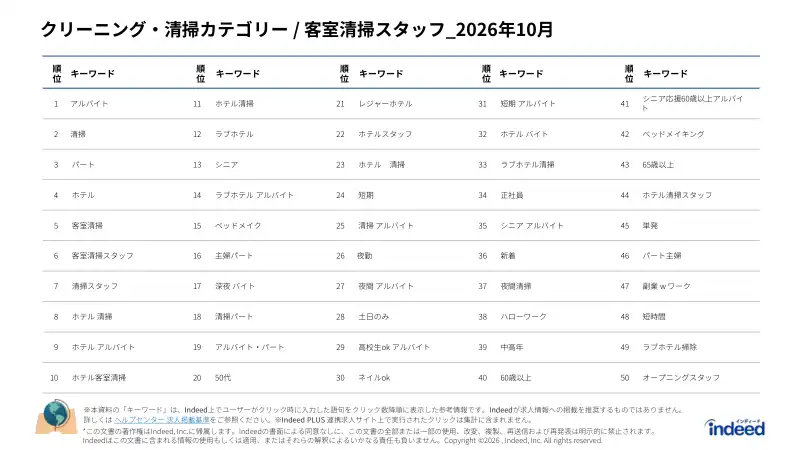 クリーニング・清掃カテゴリー / 客室清掃スタッフ_2026年10月
順位 キーワード 順位 キーワード 順位 キーワード 順位 キーワード 順位 キーワード
1 アルバイト 11 ホテル清掃 21 レジャーホテル 31 短期 アルバイト 41 シニア応援60歳以上アルバイト
2 清掃 12 ラブホテル 22 ホテルスタッフ 32 ホテル バイト 42 ベッドメイキング
3 パート 13 シニア 23 ホテル　清掃 33 ラブホテル清掃 43 65歳以上
4 ホテル 14 ラブホテル アルバイト 24 短期 34 正社員 44 ホテル清掃スタッフ
5 客室清掃 15 ベッドメイク 25 清掃 アルバイト 35 シニア アルバイト 45 単発
6 客室清掃スタッフ 16 主婦パート 26 夜勤 36 新着 46 パート主婦
7 清掃スタッフ 17 深夜 バイト 27 夜間 アルバイト 37 夜間清掃 47 副業 w ワーク
8 ホテル 清掃 18 清掃パート 28 土日のみ 38 ハローワーク 48 短時間
9 ホテル アルバイト 19 アルバイト・パート 29 高校生ok アルバイト 39 中高年 49 ラブホテル掃除
10 ホテル客室清掃 20 50代 30 ネイルok 40 60歳以上 50 オープニングスタッフ
※本資料の「キーワード」は、Indeed上でユーザーがクリック時に入力した語句をクリック数降順に表示した参考情報です。Indeedが求人情報への掲載を推奨するものではありません。
詳しくは ヘルプセンター 求人掲載基準をご参照ください。※Indeed PLUS 連携求人サイト上で実行されたクリックは集計に含まれません。
*この文書の著作権はIndeed, Inc.に帰属します。Indeedの書面による同意なしに、この文書の全部または一部の使用、改変、複製、再送信および再発表は明示的に禁止されます。
Indeedはこの文書に含まれる情報の使用もしくは適用、またはそれらの解釈によるいかなる責任も負いません。Copyright ©2026 , Indeed, Inc. All rights reserved.
インディード
indeed